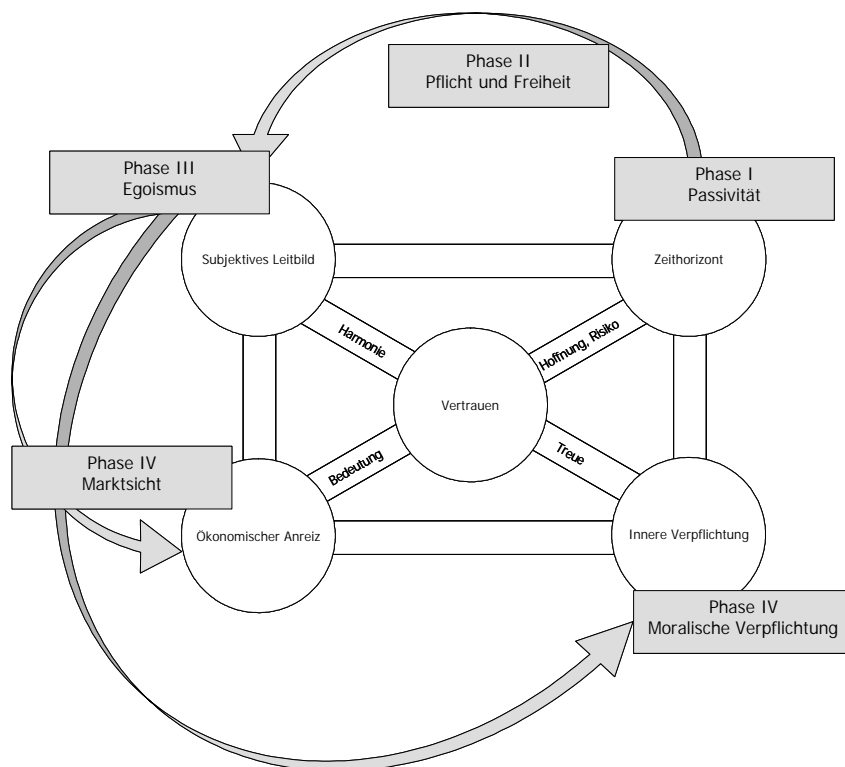 Phase II
Pflicht und Freiheit
Phase III
Egoismus
Phase I
Passivität
Subjektives Leitbild
Zeithorizont
Harmonie
Hoffnung, Risiko
Vertrauen
Bedeutung
Treue
Phase IV
Marktsicht
Ökonomischer Anreiz
Innere Verpflichtung
Phase IV
Moralische Verpflichtung